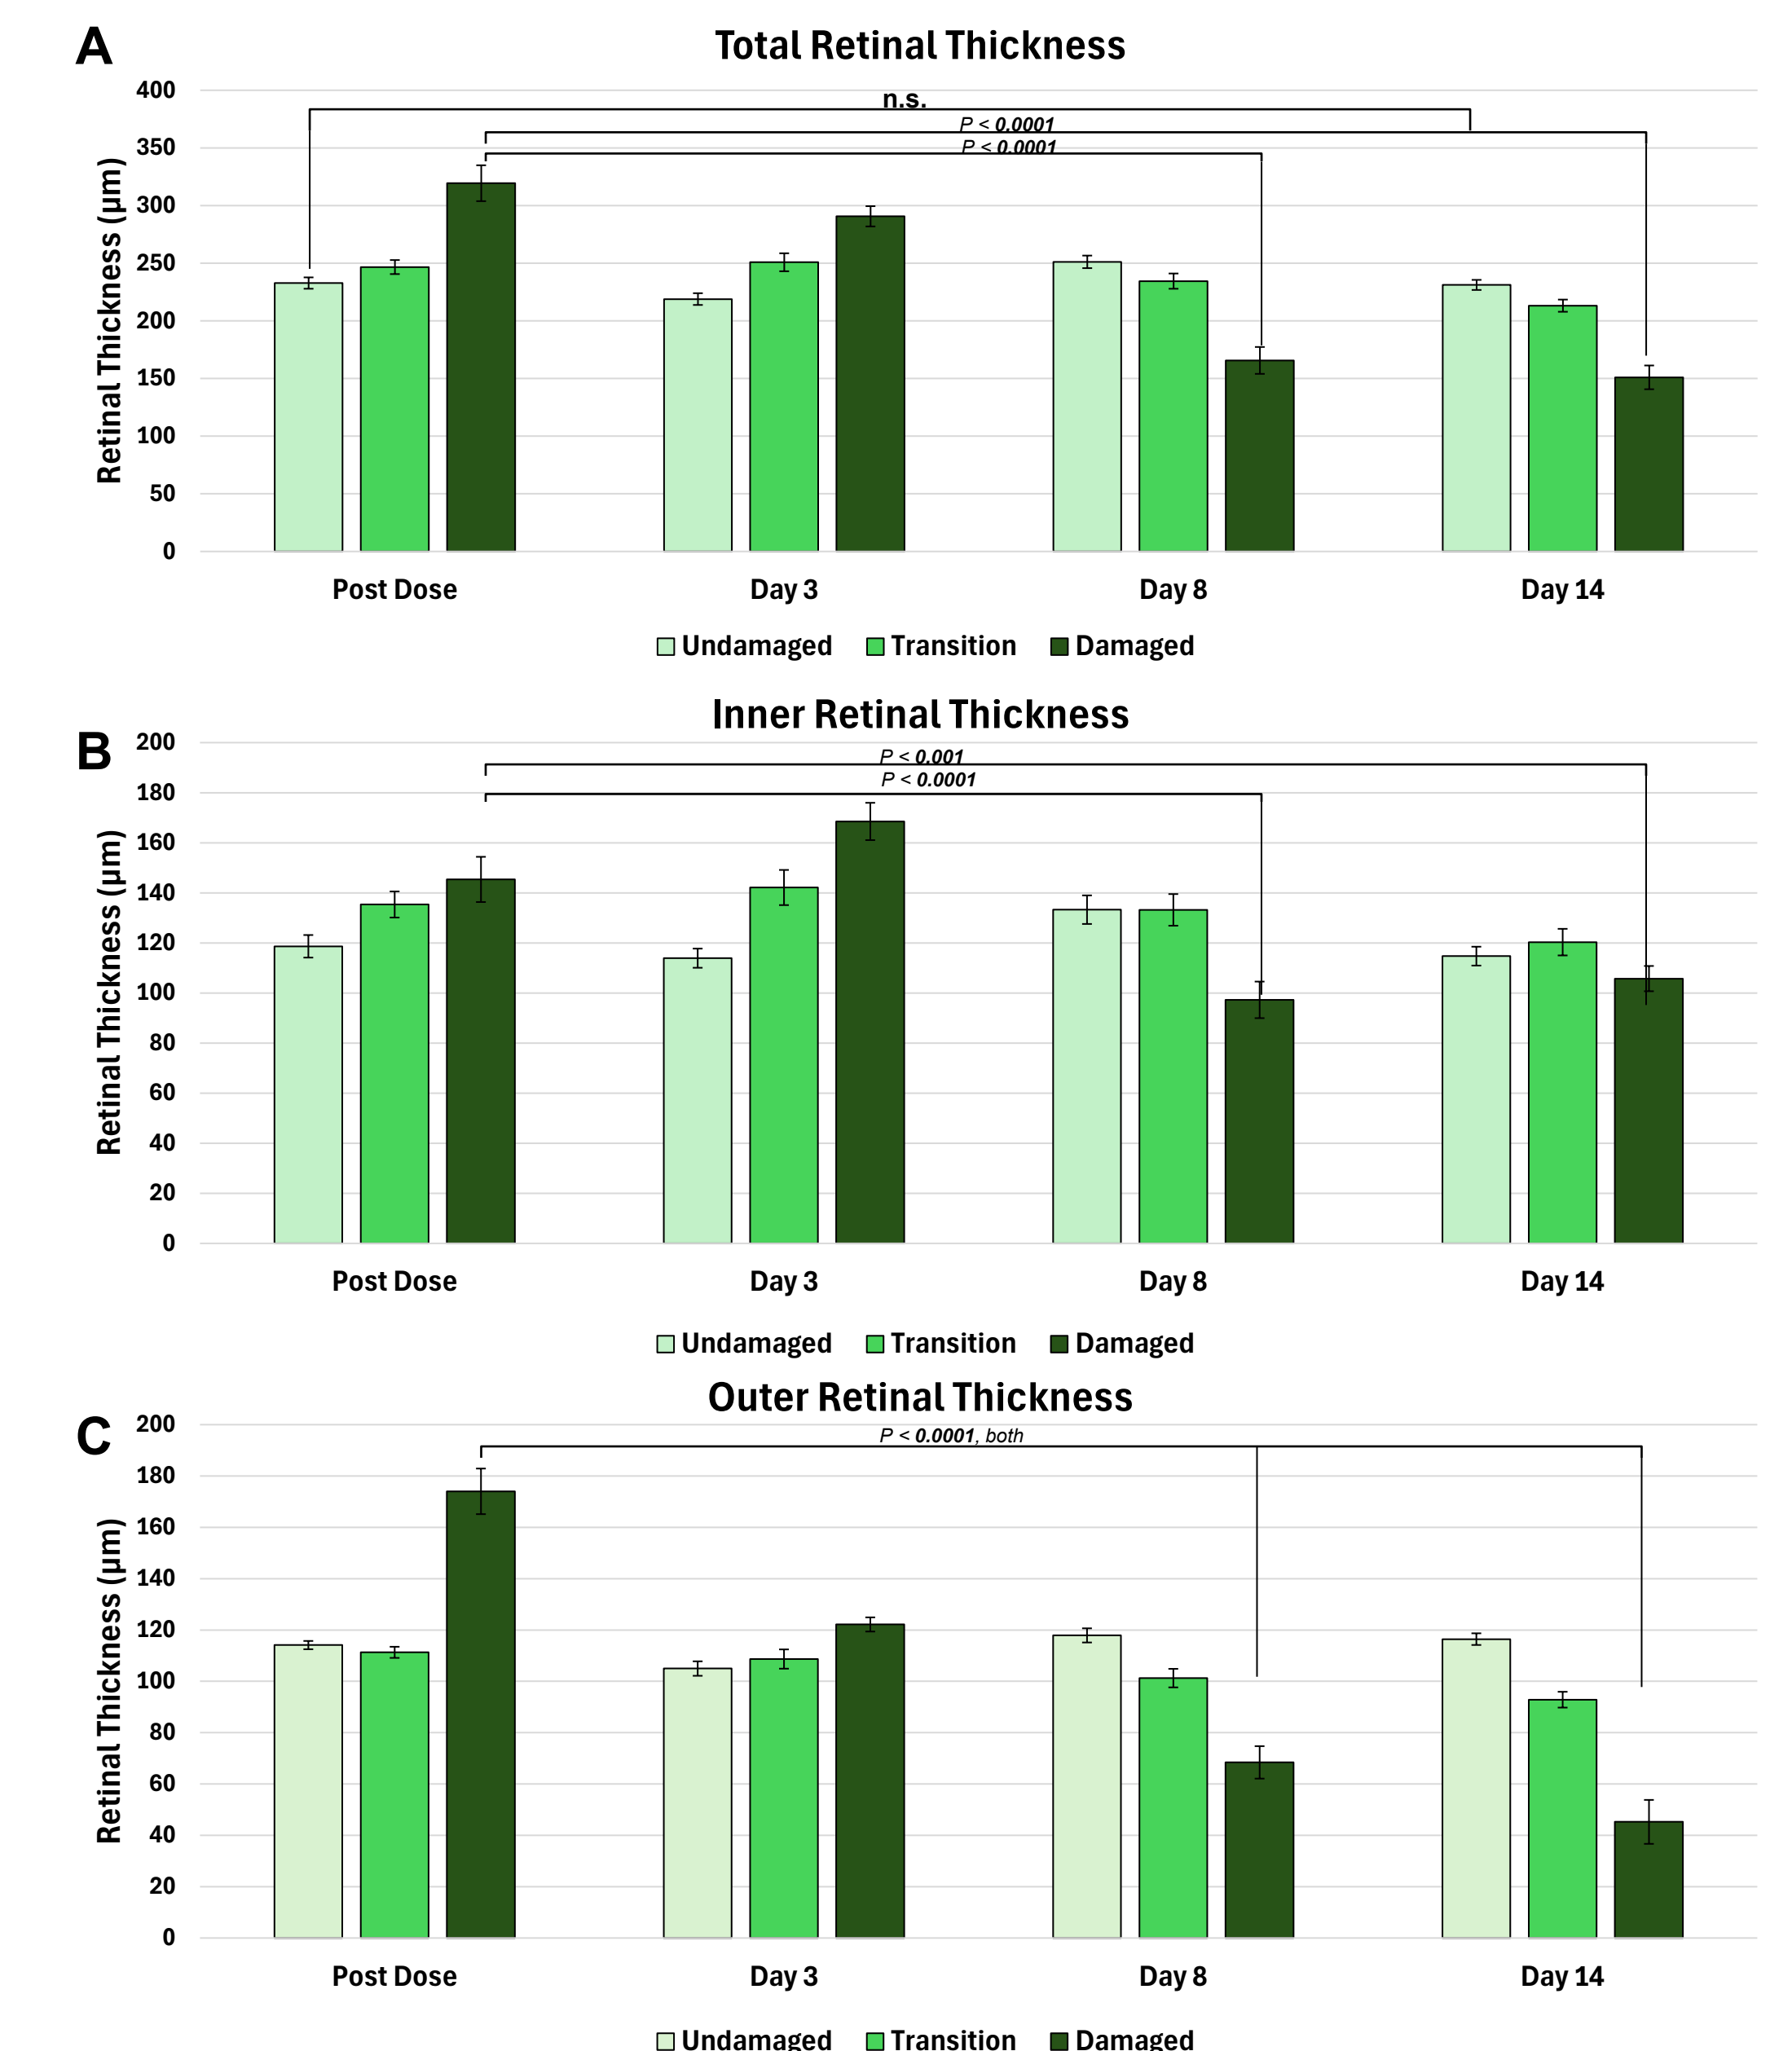 A
Total Retinal Thickness
400
350
300
250
200
150
100
50
0
Retinal Thickness (µm)
n.s.
P < 0.0001
P < 0.0001
Post Dose Day 3 Day 8 Day 14
Undamaged Transition Damaged
B
Inner Retinal Thickness
200
180
160
140
120
100
80
60
40
20
0
Retinal Thickness (µm)
P < 0.001
P < 0.0001
Post Dose Day 3 Day 8 Day 14
Undamaged Transition Damaged
C
Outer Retinal Thickness
200
180
160
140
120
100
80
60
40
20
0
Retinal Thickness (µm)
P < 0.0001, both
Post Dose Day 3 Day 8 Day 14
Undamaged Transition Damaged